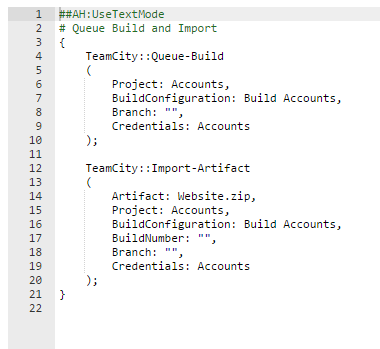 1 ##AH:UseTextMode
2 # Queue Build and Import
3 {
4 TeamCity::Queue-Build
5 (
6 Project: Accounts,
7 BuildConfiguration: Build Accounts,
8 Branch: "",
9 Credentials: Accounts
10 );
11
12 TeamCity::Import-Artifact
13 (
14 Artifact: Website.zip,
15 Project: Accounts,
16 BuildConfiguration: Build Accounts,
17 BuildNumber: "",
18 Branch: "",
19 Credentials: Accounts
20 );
21 }
22